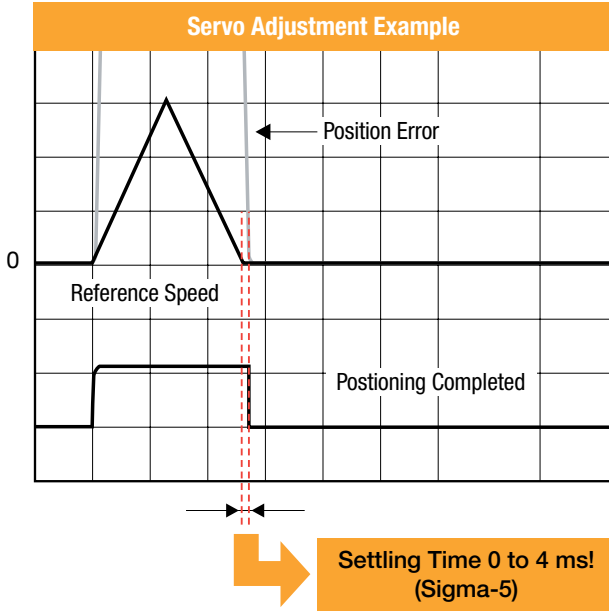 Servo Adjustment Example
Position Error
0
Reference Speed
Postioning Completed
Settling Time 0 to 4 ms!
(Sigma-5)